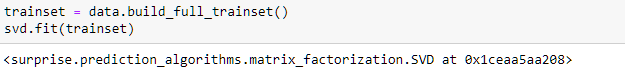 trainset = data.build_full_trainset()
svd.fit(trainset)
<surprise.prediction_algorithms.matrix_factorization.SVD at 0x1ceaa5aa208>